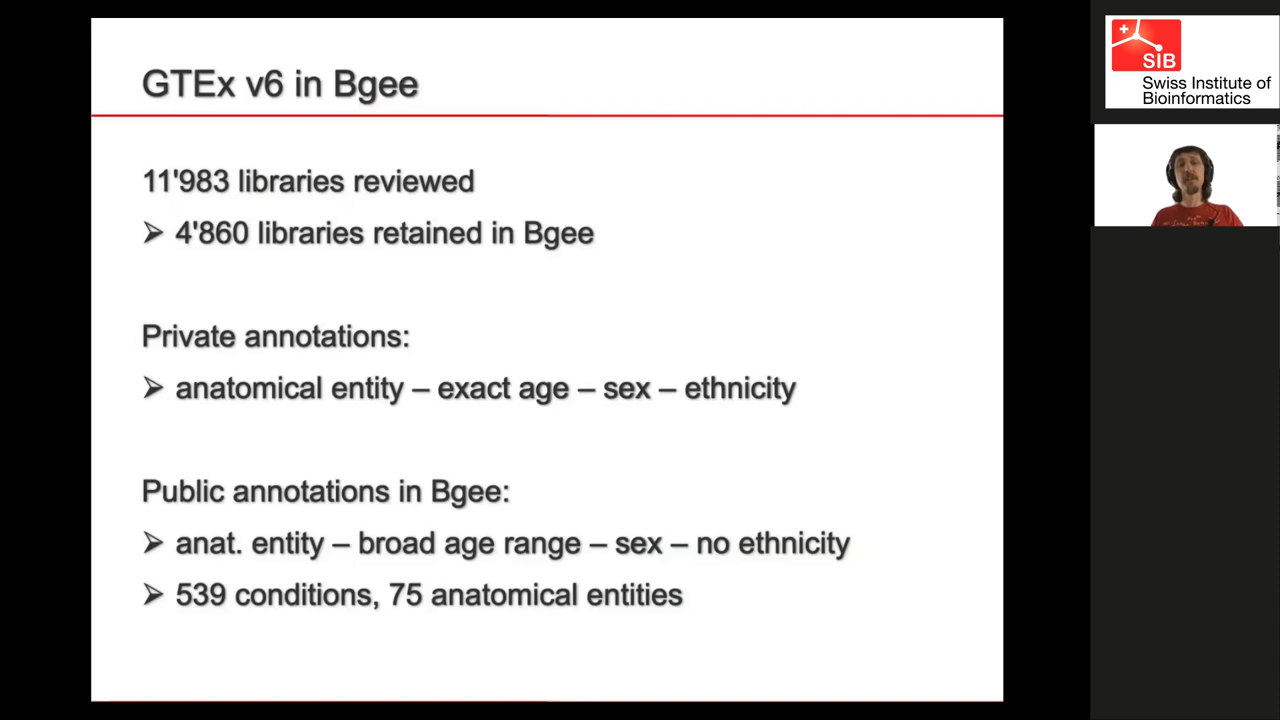 GTEx v6 in Bgee
11'983 libraries reviewed
➢ 4'860 libraries retained in Bgee
Private annotations:
➢ anatomical entity – exact age – sex – ethnicity
Public annotations in Bgee:
➢ anat. entity – broad age range – sex – no ethnicity
➢ 539 conditions, 75 anatomical entities
SIB
Swiss Institute of
Bioinformatics